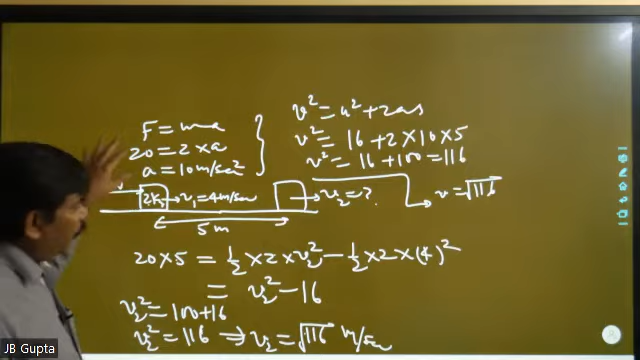 F = ma
20 = 2 × a
a = 10 m/sec²
v² = u² + 2as
v² = 16 + 2 × 10 × 5
v² = 16 + 100 = 116
v = √116
v₁ = 4 m/sec
v₂ = ?
5 m
20 × 5 = ½ × 2 × v₂² − ½ × 2 × (4)²
= v₂² − 16
v₂² = 100 + 16
v₂² = 116 ⇒ v₂ = √116 m/sec
JB Gupta